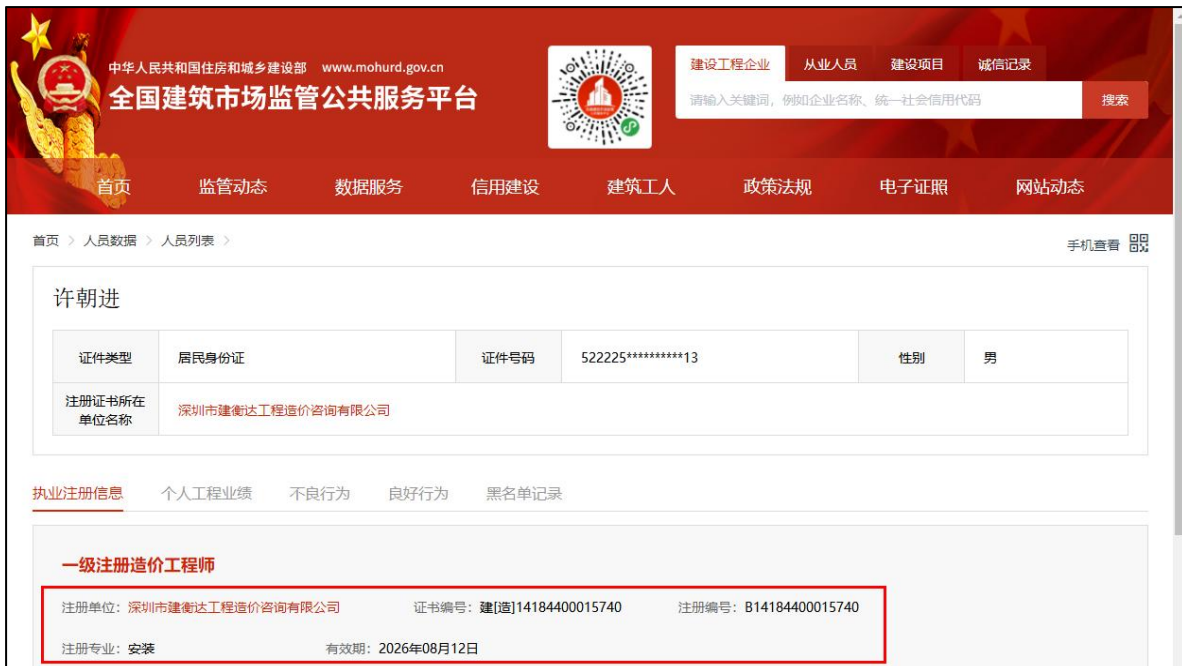 中华人民共和国住房和城乡建设部 www.mohurd.gov.cn
全国建筑市场监管公共服务平台
建设工程企业 从业人员 建设项目 诚信记录
请输入关键词，例如企业名称、统一社会信用代码 搜索
首页 监管动态 数据服务 信用建设 建筑工人 政策法规 电子证照 网站动态
首页 > 人员数据 > 人员列表 >
手机查看
许朝进
证件类型 居民身份证 证件号码 522225**********13 性别 男
注册证书所在
单位名称
深圳市建衡达工程造价咨询有限公司
执业注册信息 个人工程业绩 不良行为 良好行为 黑名单记录
一级注册造价工程师
注册单位：深圳市建衡达工程造价咨询有限公司 证书编号：建[造]14184400015740 注册编号：B14184400015740
注册专业：安装 有效期：2026年08月12日